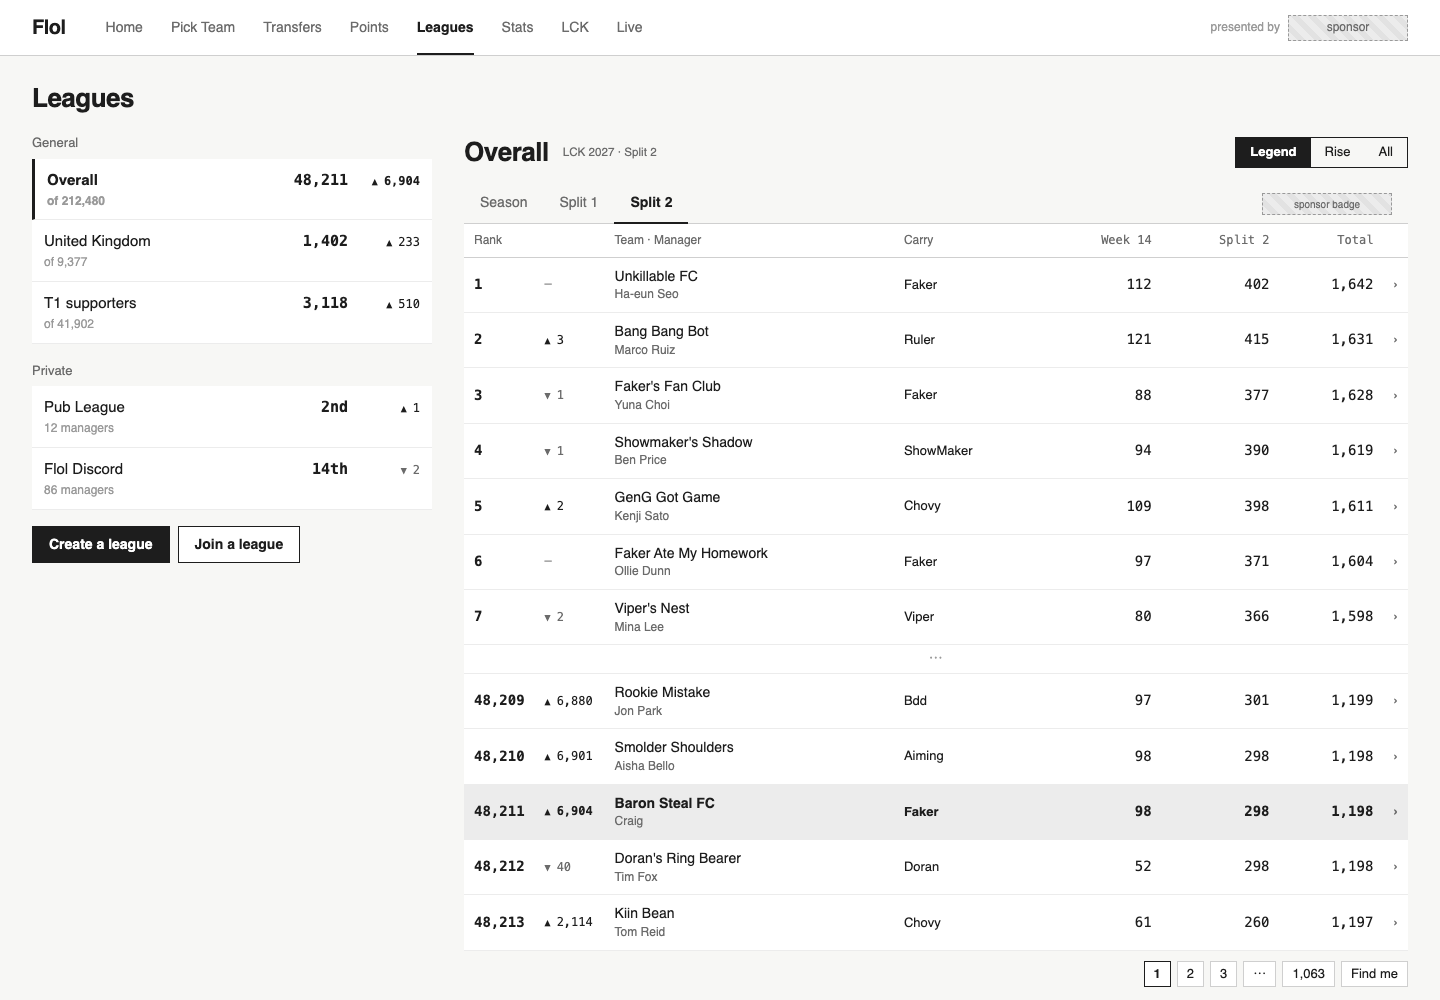 Flol Home Pick Team Transfers Points Leagues Stats LCK Live presented by sponsor
Leagues
General
Overall 48,211 ▲ 6,904
of 212,480
United Kingdom 1,402 ▲ 233
of 9,377
T1 supporters 3,118 ▲ 510
of 41,902
Private
Pub League 2nd ▲ 1
12 managers
Flol Discord 14th ▼ 2
86 managers
Create a league Join a league
Overall LCK 2027 · Split 2 Legend Rise All
Season Split 1 Split 2 sponsor badge
Rank Team · Manager Carry Week 14 Split 2 Total
1 – Unkillable FC Faker 112 402 1,642 ›
Ha-eun Seo
2 ▲ 3 Bang Bang Bot Ruler 121 415 1,631 ›
Marco Ruiz
3 ▼ 1 Faker's Fan Club Faker 88 377 1,628 ›
Yuna Choi
4 ▼ 1 Showmaker's Shadow ShowMaker 94 390 1,619 ›
Ben Price
5 ▲ 2 GenG Got Game Chovy 109 398 1,611 ›
Kenji Sato
6 – Faker Ate My Homework Faker 97 371 1,604 ›
Ollie Dunn
7 ▼ 2 Viper's Nest Viper 80 366 1,598 ›
Mina Lee
···
48,209 ▲ 6,880 Rookie Mistake Bdd 97 301 1,199 ›
Jon Park
48,210 ▲ 6,901 Smolder Shoulders Aiming 98 298 1,198 ›
Aisha Bello
48,211 ▲ 6,904 Baron Steal FC Faker 98 298 1,198 ›
Craig
48,212 ▼ 40 Doran's Ring Bearer Doran 52 298 1,198 ›
Tim Fox
48,213 ▲ 2,114 Kiin Bean Chovy 61 260 1,197 ›
Tom Reid
1 2 3 ··· 1,063 Find me